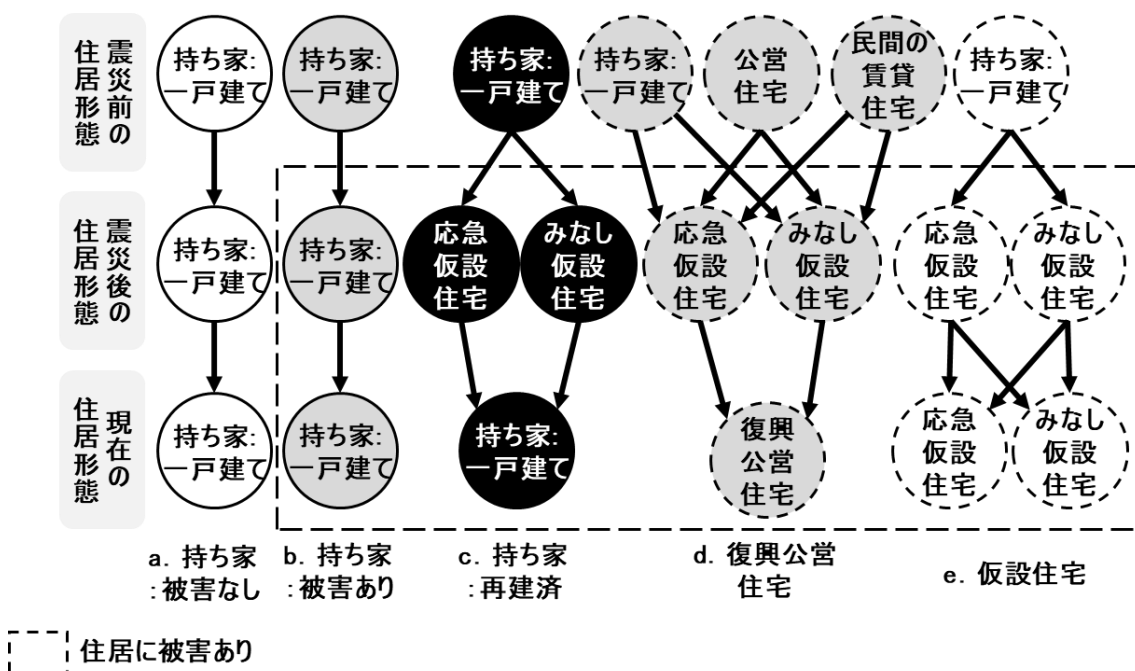 震災前の
住居形態
持ち家:
一戸建て
持ち家:
一戸建て
持ち家:
一戸建て
持ち家:
一戸建て
公営
住宅
民間の
賃貸
住宅
持ち家:
一戸建て
震災後の
住居形態
持ち家:
一戸建て
持ち家:
一戸建て
応急
仮設
住宅
みなし
仮設
住宅
応急
仮設
住宅
みなし
仮設
住宅
応急
仮設
住宅
みなし
仮設
住宅
現在の
住居形態
持ち家:
一戸建て
持ち家:
一戸建て
持ち家:
一戸建て
復興
公営
住宅
応急
仮設
住宅
みなし
仮設
住宅
a. 持ち家
:被害なし
b. 持ち家
:被害あり
c. 持ち家
:再建済
d. 復興公営
住宅
e. 仮設住宅
住居に被害あり